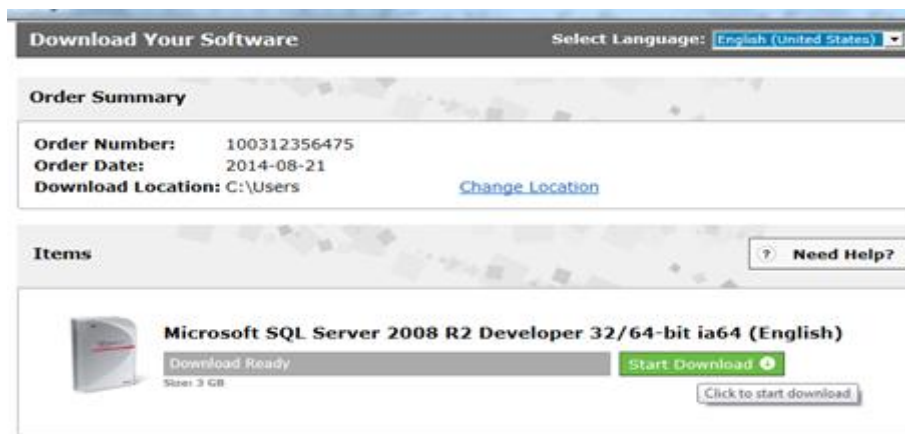 Download Your Software Select Language: English (United States)
Order Summary
Order Number: 100312356475
Order Date: 2014-08-21
Download Location: C:\Users Change Location
Items ? Need Help?
Microsoft SQL Server 2008 R2 Developer 32/64-bit ia64 (English)
Download Ready Start Download
Size: 3 GB
Click to start download